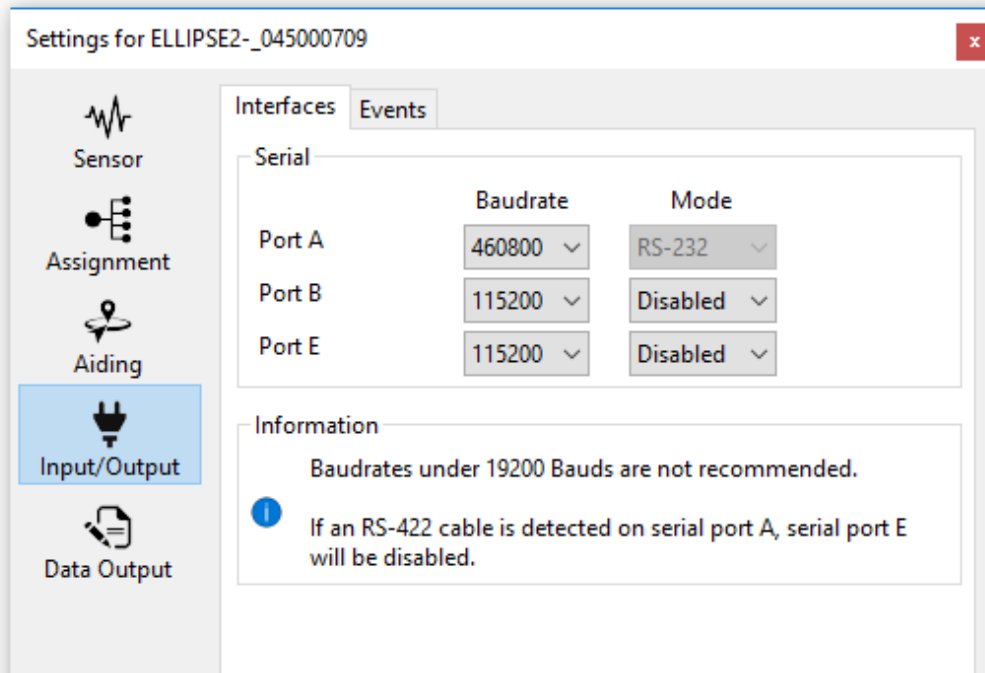 Settings for ELLIPSE2-_045000709
x
Sensor
Assignment
Aiding
Input/Output
Data Output
Interfaces Events
Serial
Baudrate Mode
Port A 460800 RS-232
Port B 115200 Disabled
Port E 115200 Disabled
Information
Baudrates under 19200 Bauds are not recommended.
i
If an RS-422 cable is detected on serial port A, serial port E
will be disabled.